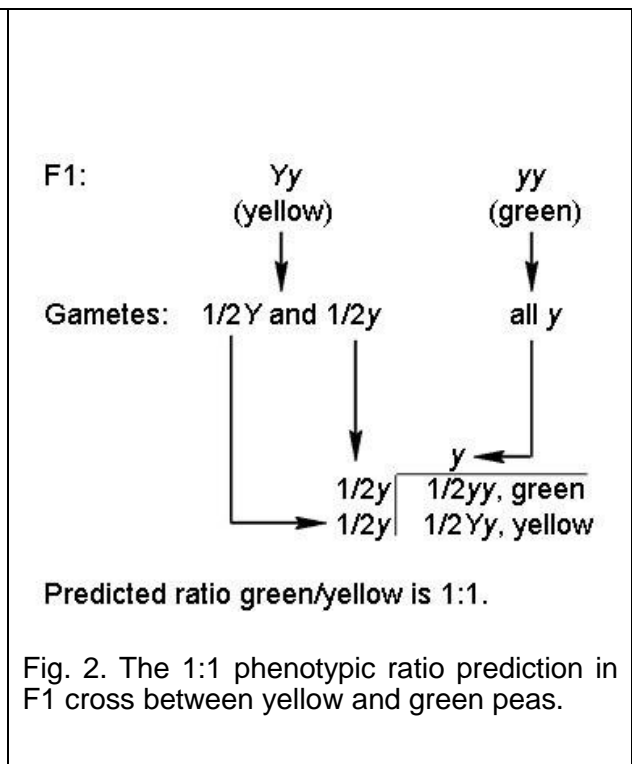 F1: Yy yy
(yellow) (green)
Gametes: 1/2Y and 1/2y all y
y
1/2y 1/2yy, green
1/2y 1/2Yy, yellow
Predicted ratio green/yellow is 1:1.
Fig. 2. The 1:1 phenotypic ratio prediction in
F1 cross between yellow and green peas.